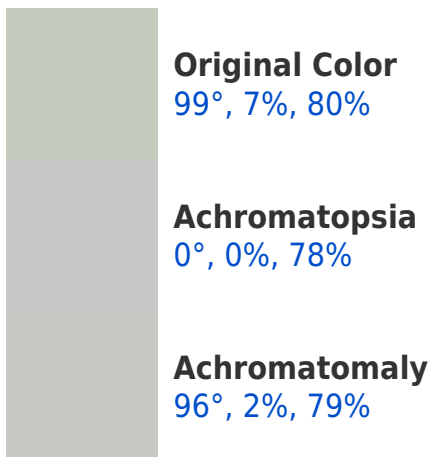 Original Color
99°, 7%, 80%
Achromatopsia
0°, 0%, 78%
Achromatomaly
96°, 2%, 79%